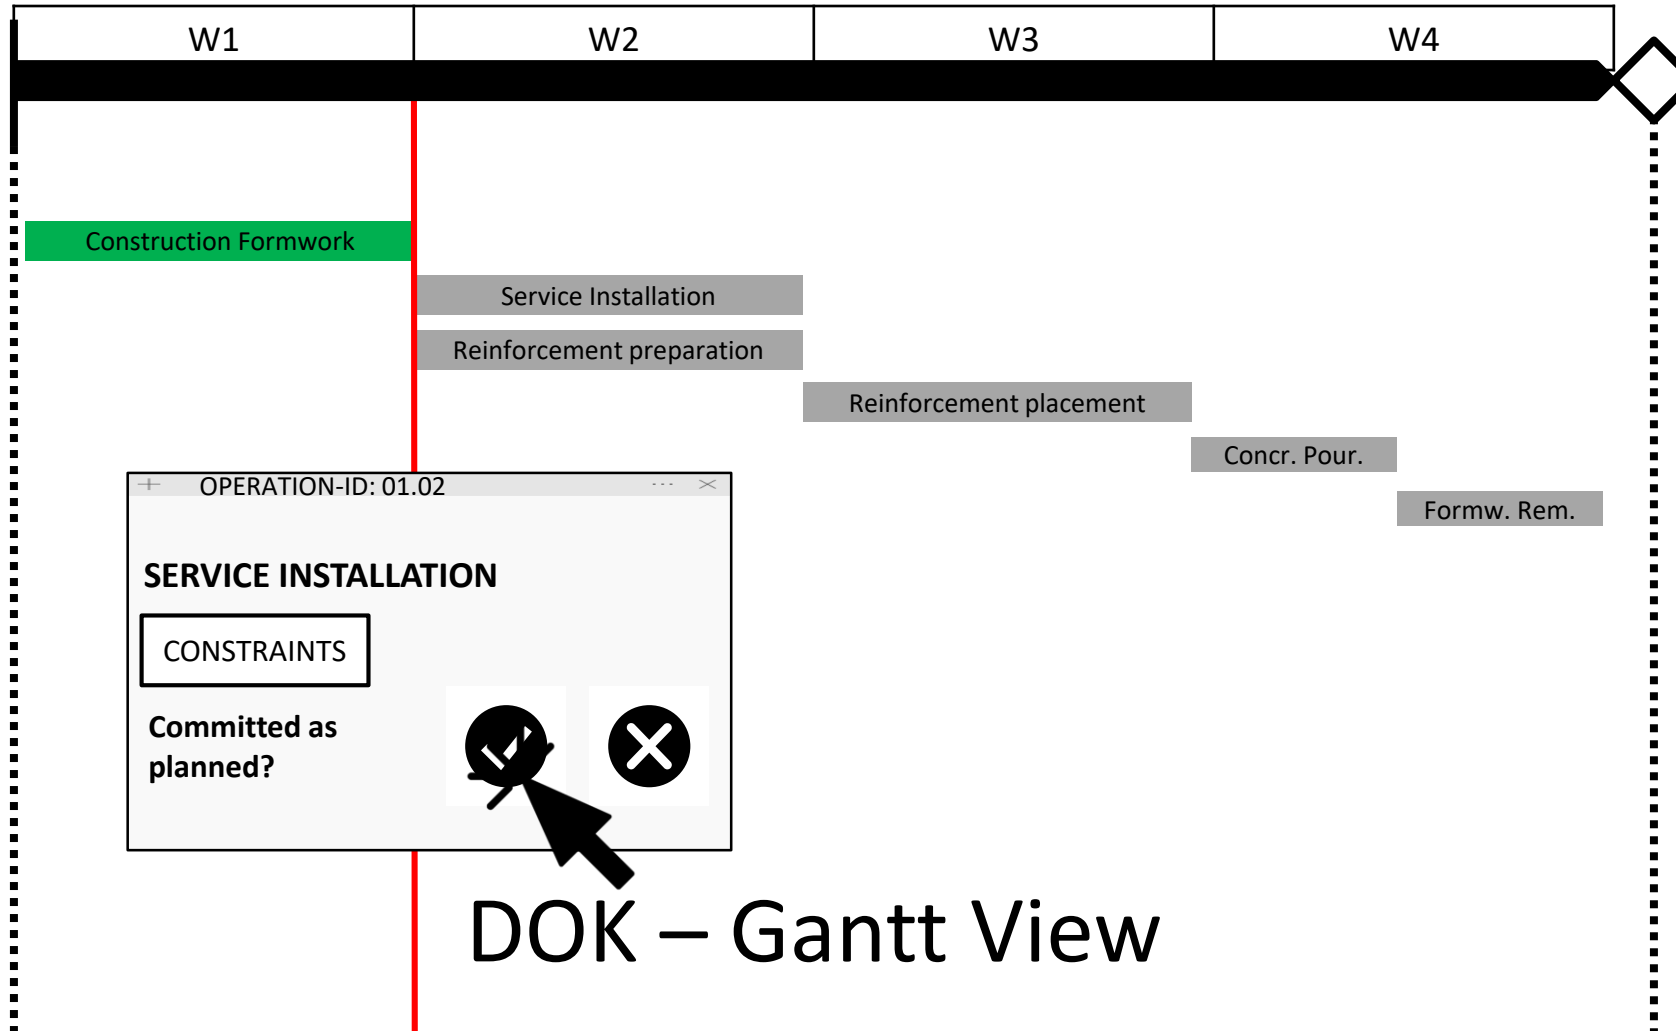 W1 W2 W3 W4
Construction Formwork
Service Installation
Reinforcement preparation
Reinforcement placement
Concr. Pour.
Formw. Rem.
OPERATION-ID: 01.02
SERVICE INSTALLATION
CONSTRAINTS
Committed as
planned?
DOK – Gantt View